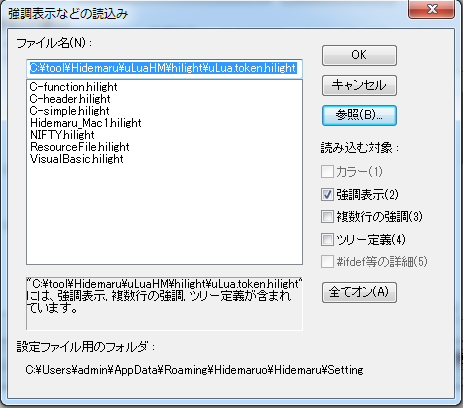 強調表示などの読込み
ファイル名(N) :
C:¥tool¥Hidemaru¥uLuaHM¥hilight¥uLua.token.hilight
C-function.hilight
C-header.hilight
C-simple.hilight
Hidemaru_Mac1.hilight
NIFTY.hilight
ResourceFile.hilight
VisualBasic.hilight
OK
キャンセル
参照(B)...
読み込む対象 :
カラー(1)
強調表示(2)
複数行の強調(3)
ツリー定義(4)
#ifdef等の詳細(5)
全てオン(A)
"C:¥tool¥Hidemaru¥uLuaHM¥hilight¥uLua.token.hilight"
には、強調表示, 複数行の強調, ツリー定義が含まれ
ています。
設定ファイル用のフォルダ :
C:¥Users¥admin¥AppData¥Roaming¥Hidemaruo¥Hidemaru¥Setting